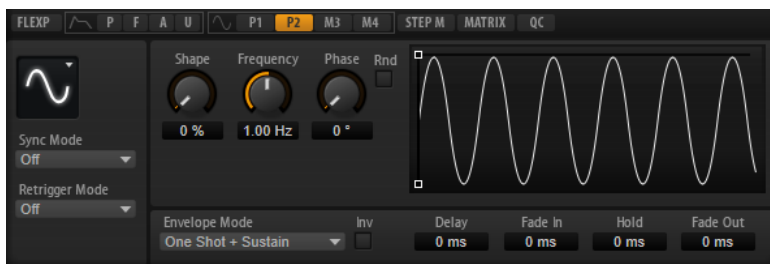 FLEXP P F A U P1 P2 M3 M4 STEP M MATRIX QC
Shape Frequency Phase Rnd
0 % 1.00 Hz 0 °
Sync Mode
Off
Retrigger Mode
Off
Envelope Mode Inv Delay Fade In Hold Fade Out
One Shot + Sustain 0 ms 0 ms 0 ms 0 ms